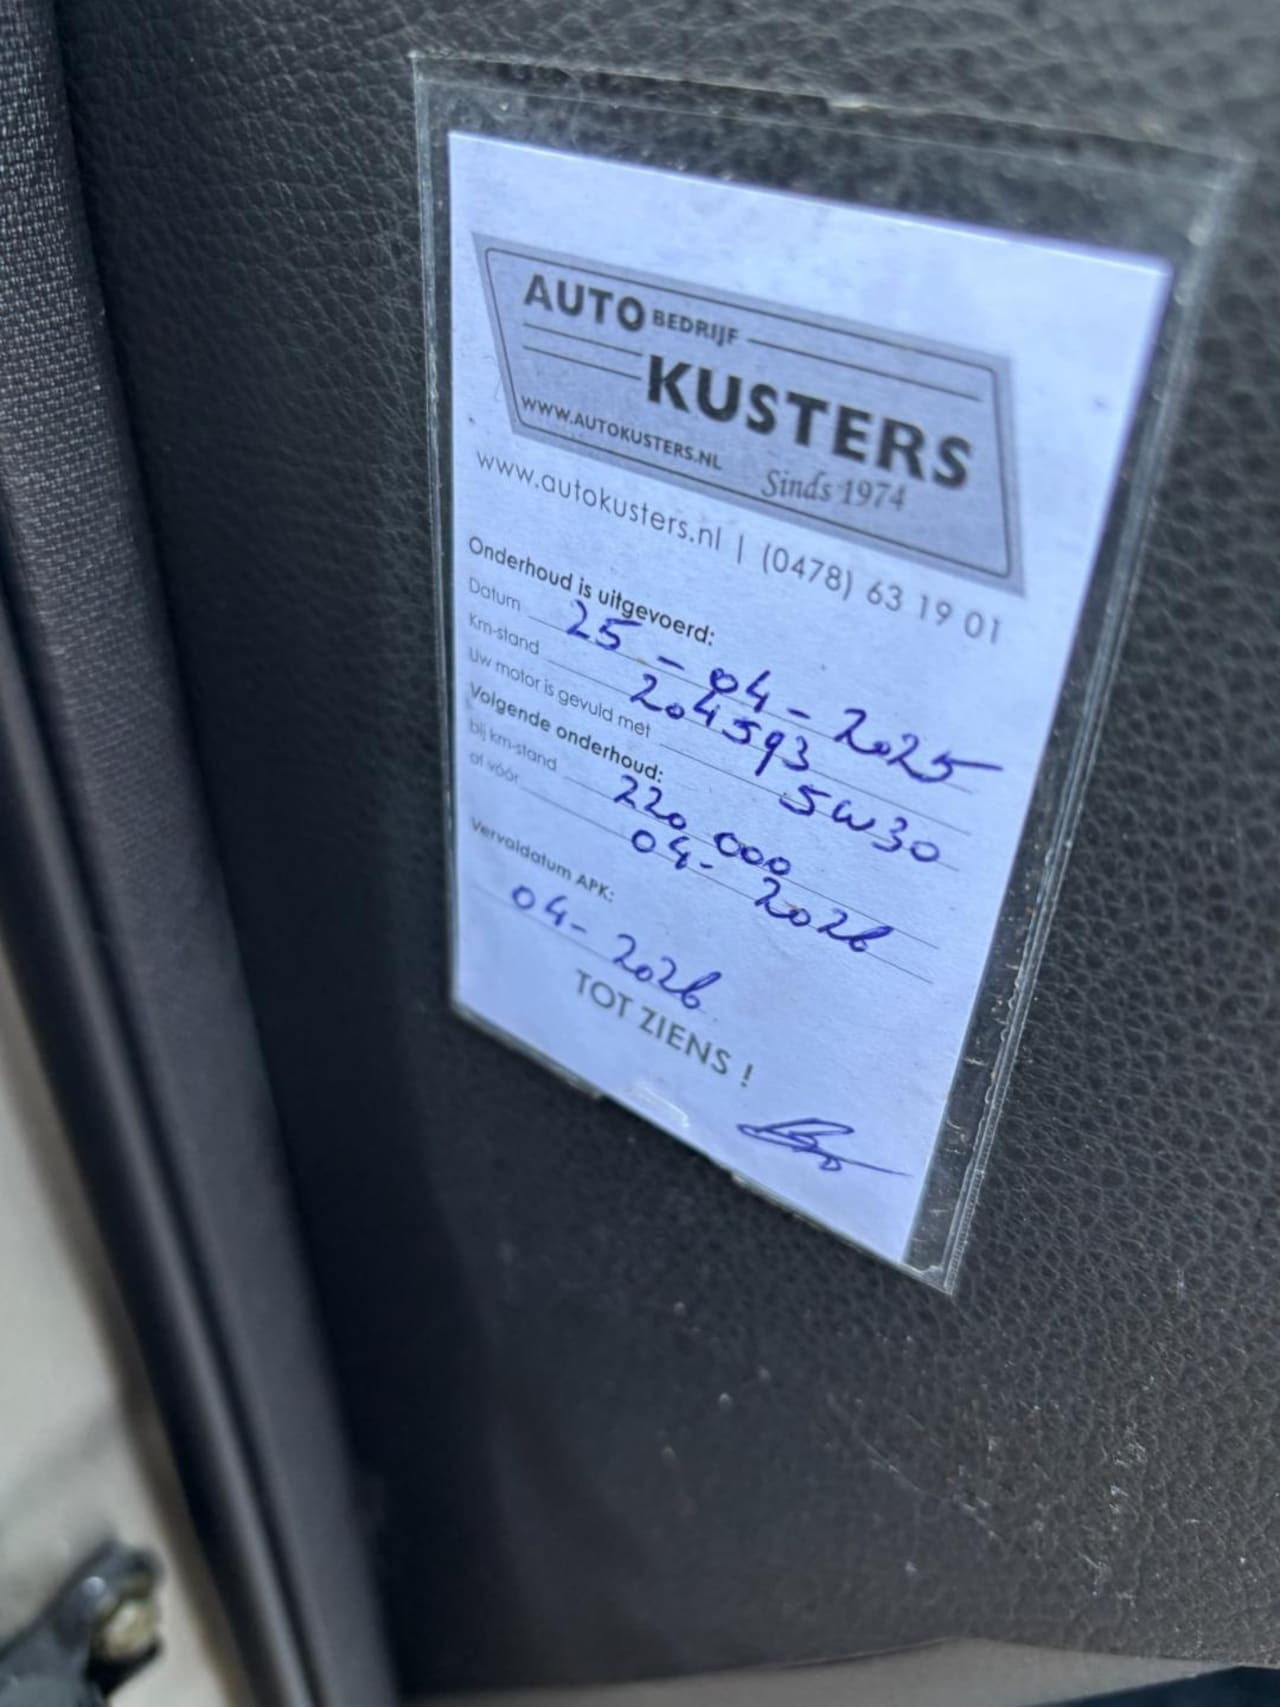 AUTO BEDRIJF
KUSTERS
WWW.AUTOKUSTERS.NL
Sinds 1974
www.autokusters.nl | (0478) 63 19 01
Onderhoud is uitgevoerd:
Datum 25-04-2025
Km-stand 204593
Uw motor is gevuld met 5W30
Volgende onderhoud:
bij km-stand 220,000
of vóór 04-2026
Vervaldatum APK:
04-2026
TOT ZIENS !